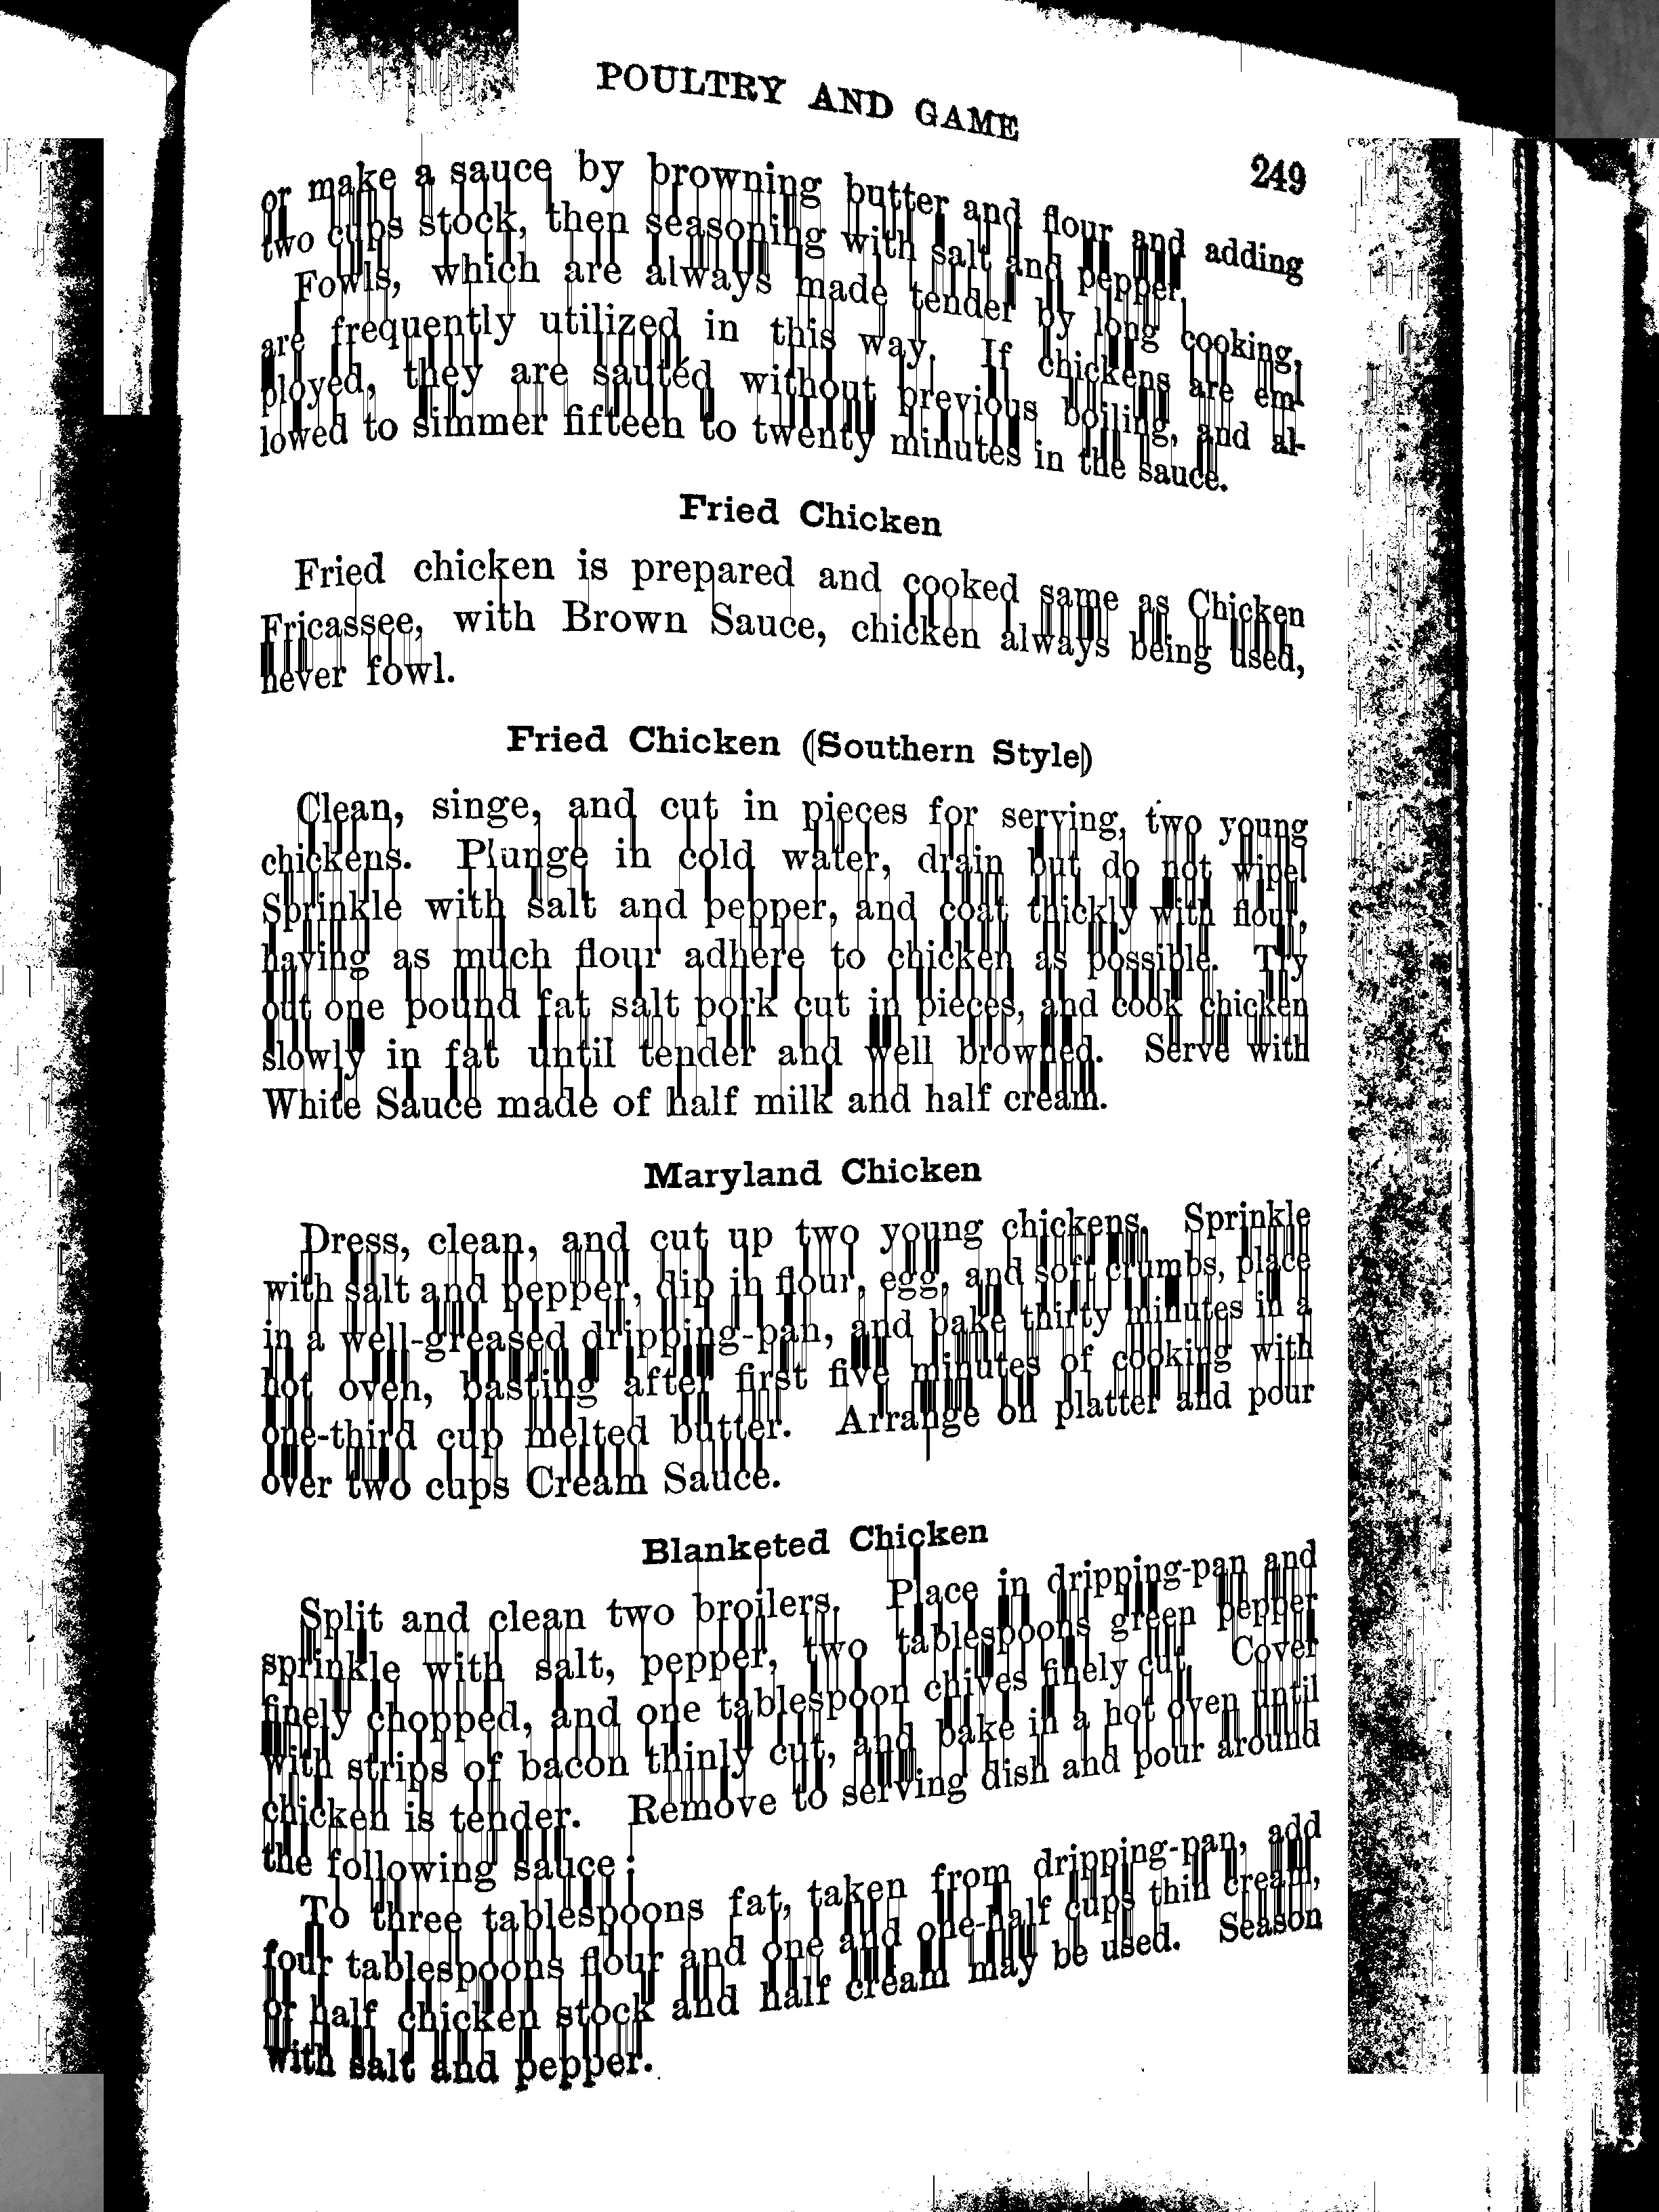 POULTRY AND GAME
249
or make a sauce by browning butter and flour and adding
two cups stock, then seasoning with salt and pepper.
Fowls, which are always made tender by long cooking,
are frequently utilized in this way. If chickens are em-
ployed, they are sautéd without previous boiling, and al-
lowed to simmer fifteen to twenty minutes in the sauce.
Fried Chicken
Fried chicken is prepared and cooked same as Chicken
Fricassee, with Brown Sauce, chicken always being used,
never fowl.
Fried Chicken (Southern Style)
Clean, singe, and cut in pieces for serving, two young
chickens. Plunge in cold water, drain but do not wipe.
Sprinkle with salt and pepper, and coat thickly with flour,
having as much flour adhere to chicken as possible. Try
out one pound fat salt pork cut in pieces, and cook chicken
slowly in fat until tender and well browned. Serve with
White Sauce made of half milk and half cream.
Maryland Chicken
Dress, clean, and cut up two young chickens. Sprinkle
with salt and pepper, dip in flour, egg, and soft crumbs, place
in a well-greased dripping-pan, and bake thirty minutes in a
hot oven, basting after first five minutes of cooking with
one-third cup melted butter. Arrange on platter and pour
over two cups Cream Sauce.
Blanketed Chicken
Split and clean two broilers. Place in dripping-pan and
sprinkle with salt, pepper, two tablespoons green pepper
finely chopped, and one tablespoon chives finely cut. Cover
with strips of bacon thinly cut, and bake in a hot oven until
chicken is tender. Remove to serving dish and pour around
the following sauce:
To three tablespoons fat, taken from dripping-pan, add
four tablespoons flour and one and one-half cups thin cream,
or half chicken stock and half cream may be used. Season
with salt and pepper.